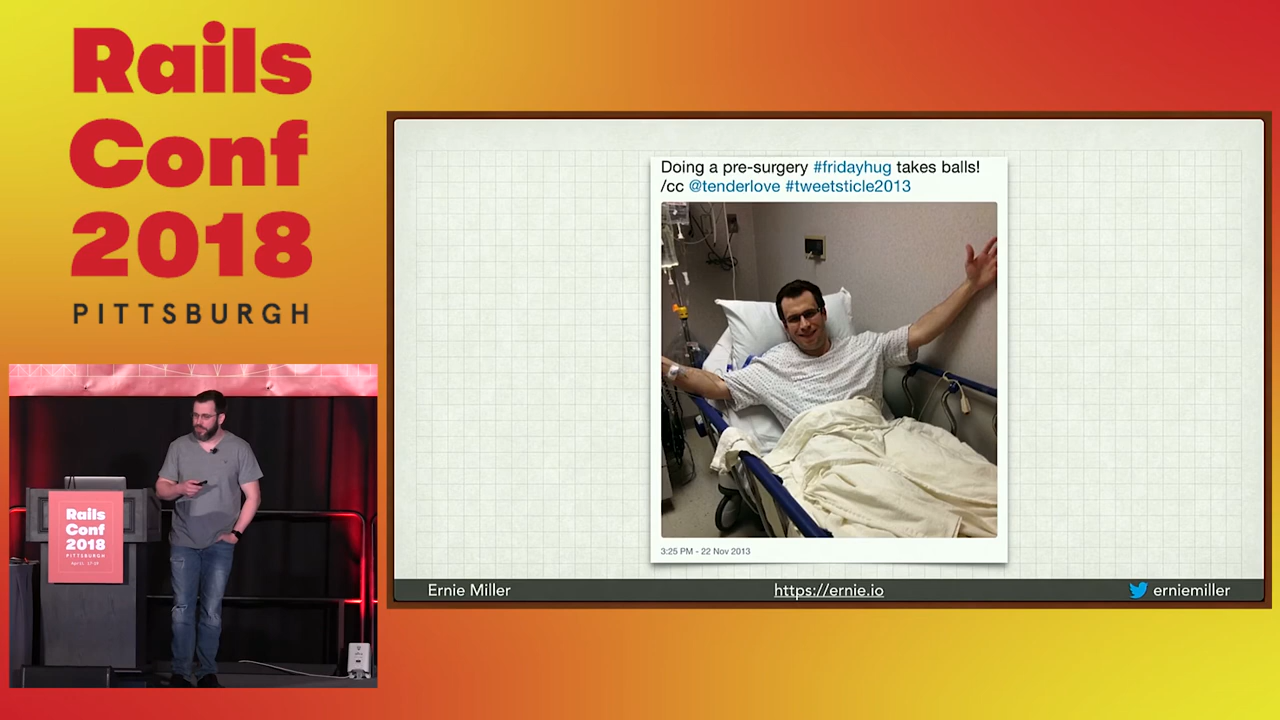 Rails
Conf
2018
PITTSBURGH
Doing a pre-surgery #fridayhug takes balls!
/cc @tenderlove #tweetsticle2013
3:25 PM - 22 Nov 2013
Ernie Miller
https://ernie.io
erniemiller
Rails
Conf
2018
PITTSBURGH